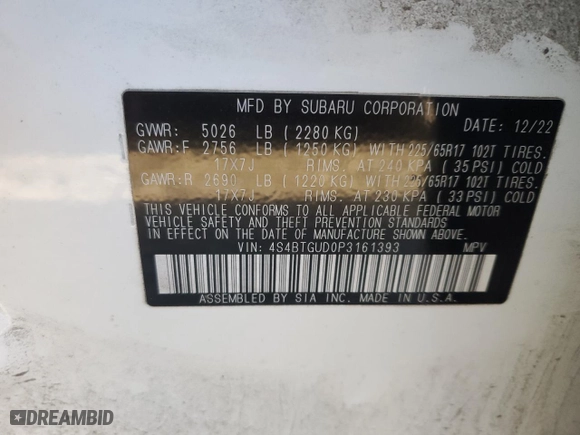 MFD BY SUBARU CORPORATION
GVWR: 5026 LB (2280 KG) 12/22
GAWR:F 2756 LB (1250 KG) WITH 225/65R17 102T TIRES.
17X7J RIMS. AT 240 KPA (35 PSI) COLD
GAWR:R 2690 LB (1220 KG) WITH 225/65R17 102T TIRES.
17X7J RIMS. AT 230 KPA (33 PSI) COLD
THIS VEHICLE CONFORMS TO ALL APPLICABLE FEDERAL MOTOR
VEHICLE SAFETY AND THEFT PREVENTION STANDARDS
IN EFFECT ON THE DATE OF MANUFACTURE SHOWN ABOVE.
VIN: 4S4BTGUD0P3161393 MPV
ASSEMBLED BY SIA INC. MADE IN U.S.A.
DREAMBID